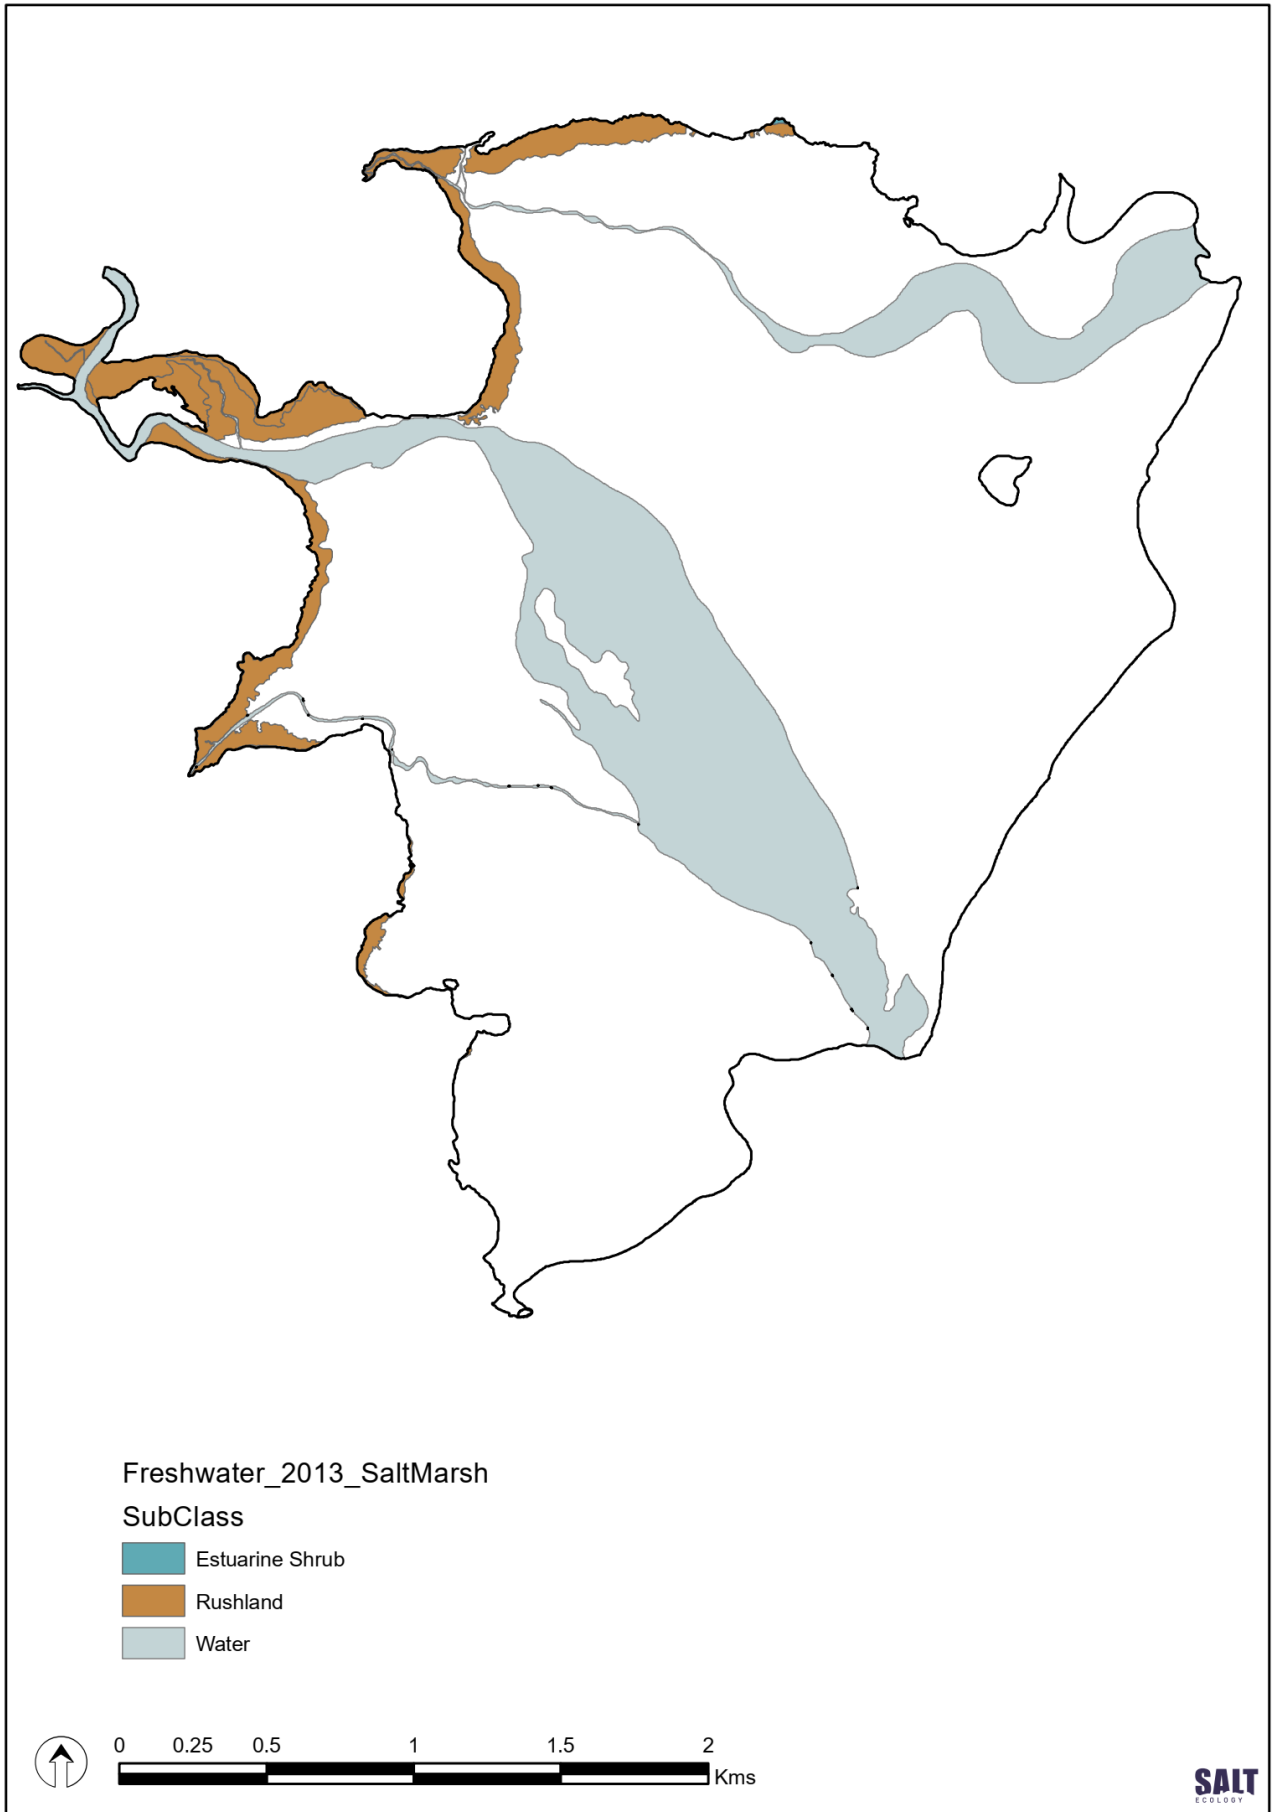 Freshwater_2013_SaltMarsh
SubClass
Estuarine Shrub
Rushland
Water
0 0.25 0.5 1 1.5 2
Kms
SALT
ECOLOGY